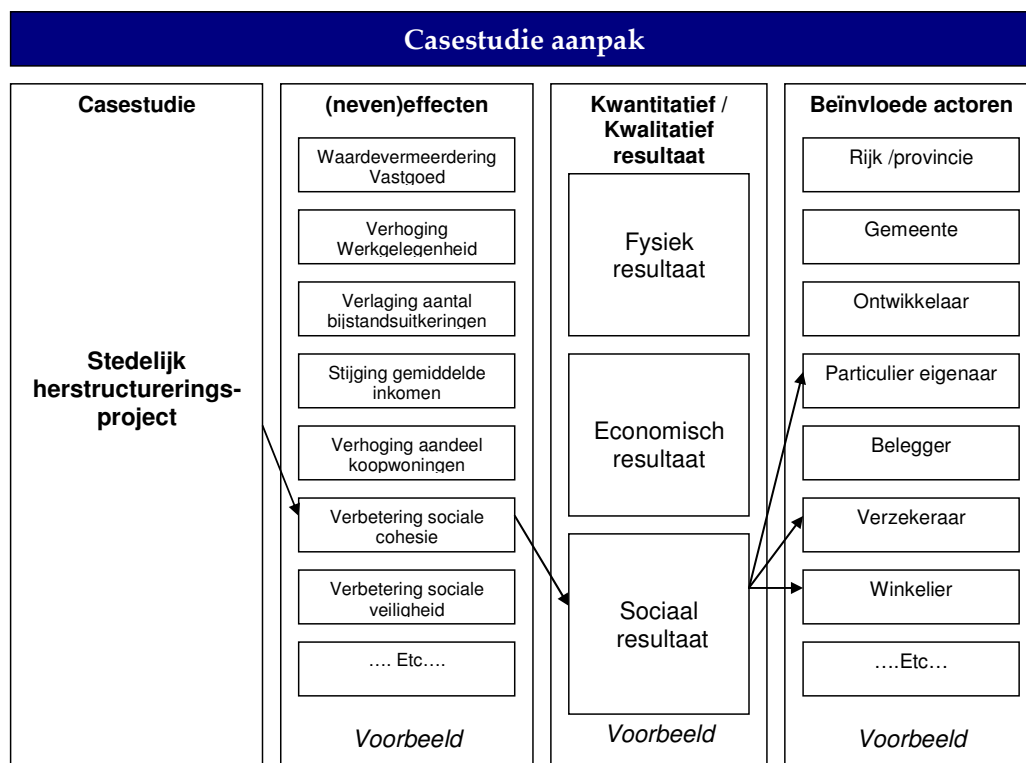 Casestudie aanpak
Casestudie
Stedelijk
herstructurerings-
project
(neven)effecten
Waardevermeerdering
Vastgoed
Verhoging
Werkgelegenheid
Verlaging aantal
bijstandsuitkeringen
Stijging gemiddelde
inkomen
Verhoging aandeel
koopwoningen
Verbetering sociale
cohesie
Verbetering sociale
veiligheid
…. Etc….
Voorbeeld
Kwantitatief /
Kwalitatief
resultaat
Fysiek
resultaat
Economisch
resultaat
Sociaal
resultaat
Voorbeeld
Beïnvloede actoren
Rijk /provincie
Gemeente
Ontwikkelaar
Particulier eigenaar
Belegger
Verzekeraar
Winkelier
….Etc…
Voorbeeld